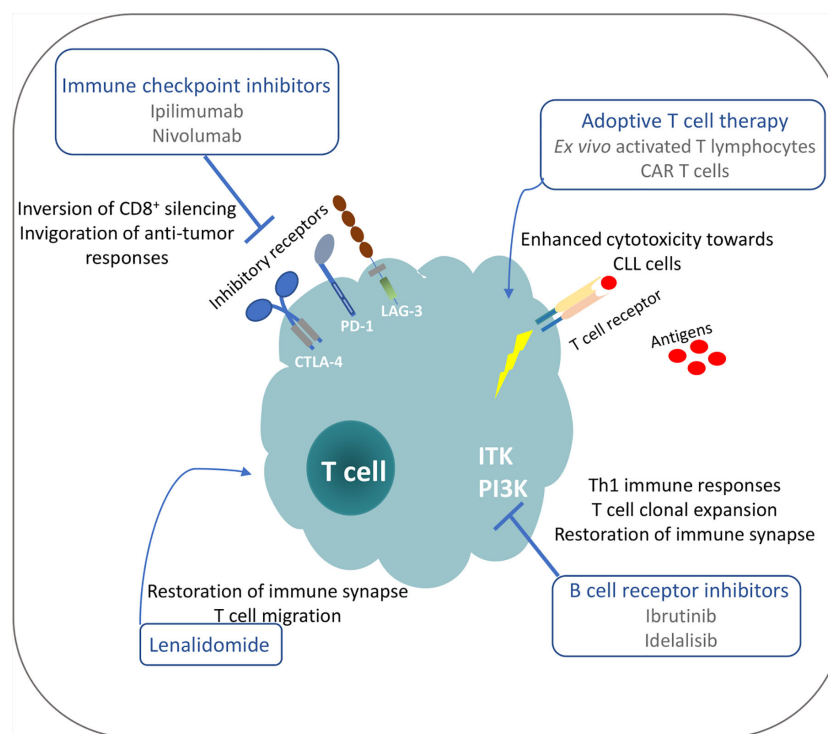 Immune checkpoint inhibitors
Ipilimumab
Nivolumab
Adoptive T cell therapy
Ex vivo activated T lymphocytes
CAR T cells
Inversion of CD8⁺ silencing
Invigoration of anti-tumor
responses
Inhibitory receptors
Enhanced cytotoxicity towards
CLL cells
LAG-3
PD-1
CTLA-4
T cell receptor
Antigens
T cell
ITK
PI3K
Th1 immune responses
T cell clonal expansion
Restoration of immune synapse
Restoration of immune synapse
T cell migration
Lenalidomide
B cell receptor inhibitors
Ibrutinib
Idelalisib